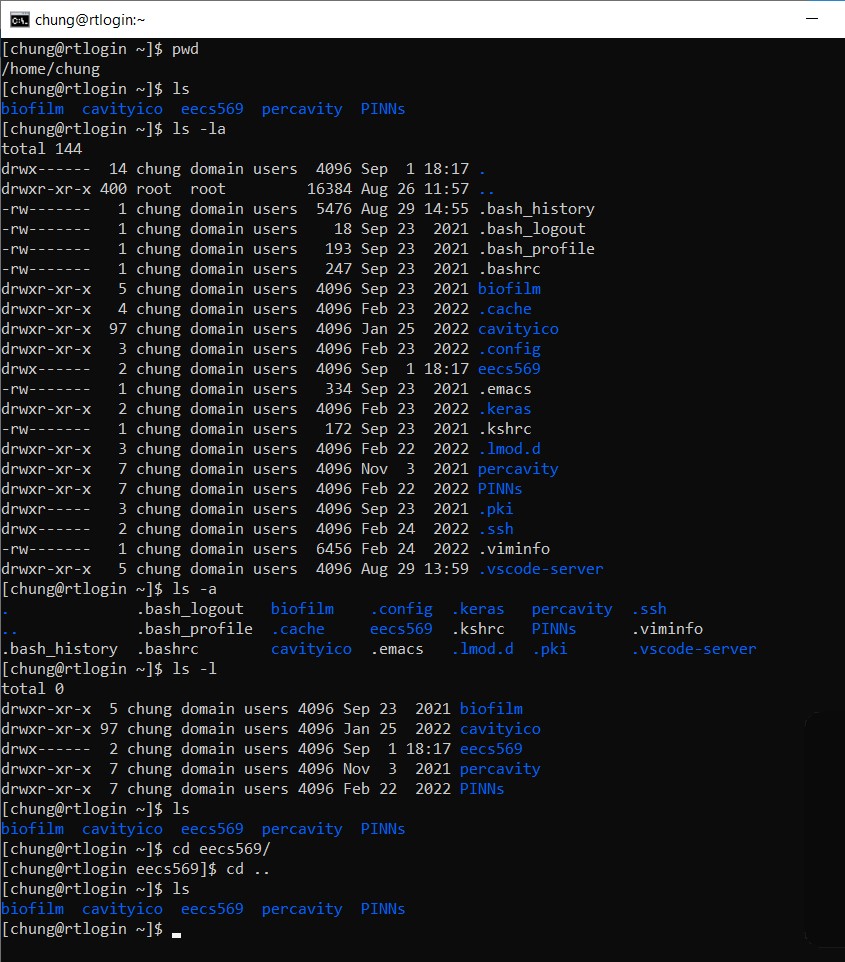 chung@rtlogin:~
[chung@rtlogin ~]$ pwd
/home/chung
[chung@rtlogin ~]$ ls
biofilm  cavityico  eecs569  percavity  PINNs
[chung@rtlogin ~]$ ls -la
total 144
drwx------  14 chung domain users  4096 Sep  1 18:17 .
drwxr-xr-x 400 root  root         16384 Aug 26 11:57 ..
-rw-------   1 chung domain users  5476 Aug 29 14:55 .bash_history
-rw-------   1 chung domain users    18 Sep 23  2021 .bash_logout
-rw-------   1 chung domain users   193 Sep 23  2021 .bash_profile
-rw-------   1 chung domain users   247 Sep 23  2021 .bashrc
drwxr-xr-x   5 chung domain users  4096 Sep 23  2021 biofilm
drwxr-xr-x   4 chung domain users  4096 Feb 23  2022 .cache
drwxr-xr-x  97 chung domain users  4096 Jan 25  2022 cavityico
drwxr-xr-x   3 chung domain users  4096 Feb 23  2022 .config
drwx------   2 chung domain users  4096 Sep  1 18:17 eecs569
-rw-------   1 chung domain users   334 Sep 23  2021 .emacs
drwxr-xr-x   2 chung domain users  4096 Feb 23  2022 .keras
-rw-------   1 chung domain users   172 Sep 23  2021 .kshrc
drwxr-xr-x   3 chung domain users  4096 Feb 22  2022 .lmod.d
drwxr-xr-x   7 chung domain users  4096 Nov  3  2021 percavity
drwxr-xr-x   7 chung domain users  4096 Feb 22  2022 PINNs
drwxr-----   3 chung domain users  4096 Sep 23  2021 .pki
drwx------   2 chung domain users  4096 Feb 24  2022 .ssh
-rw-------   1 chung domain users  6456 Feb 24  2022 .viminfo
drwxr-xr-x   5 chung domain users  4096 Aug 29 13:59 .vscode-server
[chung@rtlogin ~]$ ls -a
.              .bash_logout   biofilm    .config  .keras   percavity  .ssh
..             .bash_profile  .cache     eecs569  .kshrc   PINNs      .viminfo
.bash_history  .bashrc        cavityico  .emacs   .lmod.d  .pki       .vscode-server
[chung@rtlogin ~]$ ls -l
total 0
drwxr-xr-x  5 chung domain users 4096 Sep 23  2021 biofilm
drwxr-xr-x 97 chung domain users 4096 Jan 25  2022 cavityico
drwx------  2 chung domain users 4096 Sep  1 18:17 eecs569
drwxr-xr-x  7 chung domain users 4096 Nov  3  2021 percavity
drwxr-xr-x  7 chung domain users 4096 Feb 22  2022 PINNs
[chung@rtlogin ~]$ ls
biofilm  cavityico  eecs569  percavity  PINNs
[chung@rtlogin ~]$ cd eecs569/
[chung@rtlogin eecs569]$ cd ..
[chung@rtlogin ~]$ ls
biofilm  cavityico  eecs569  percavity  PINNs
[chung@rtlogin ~]$